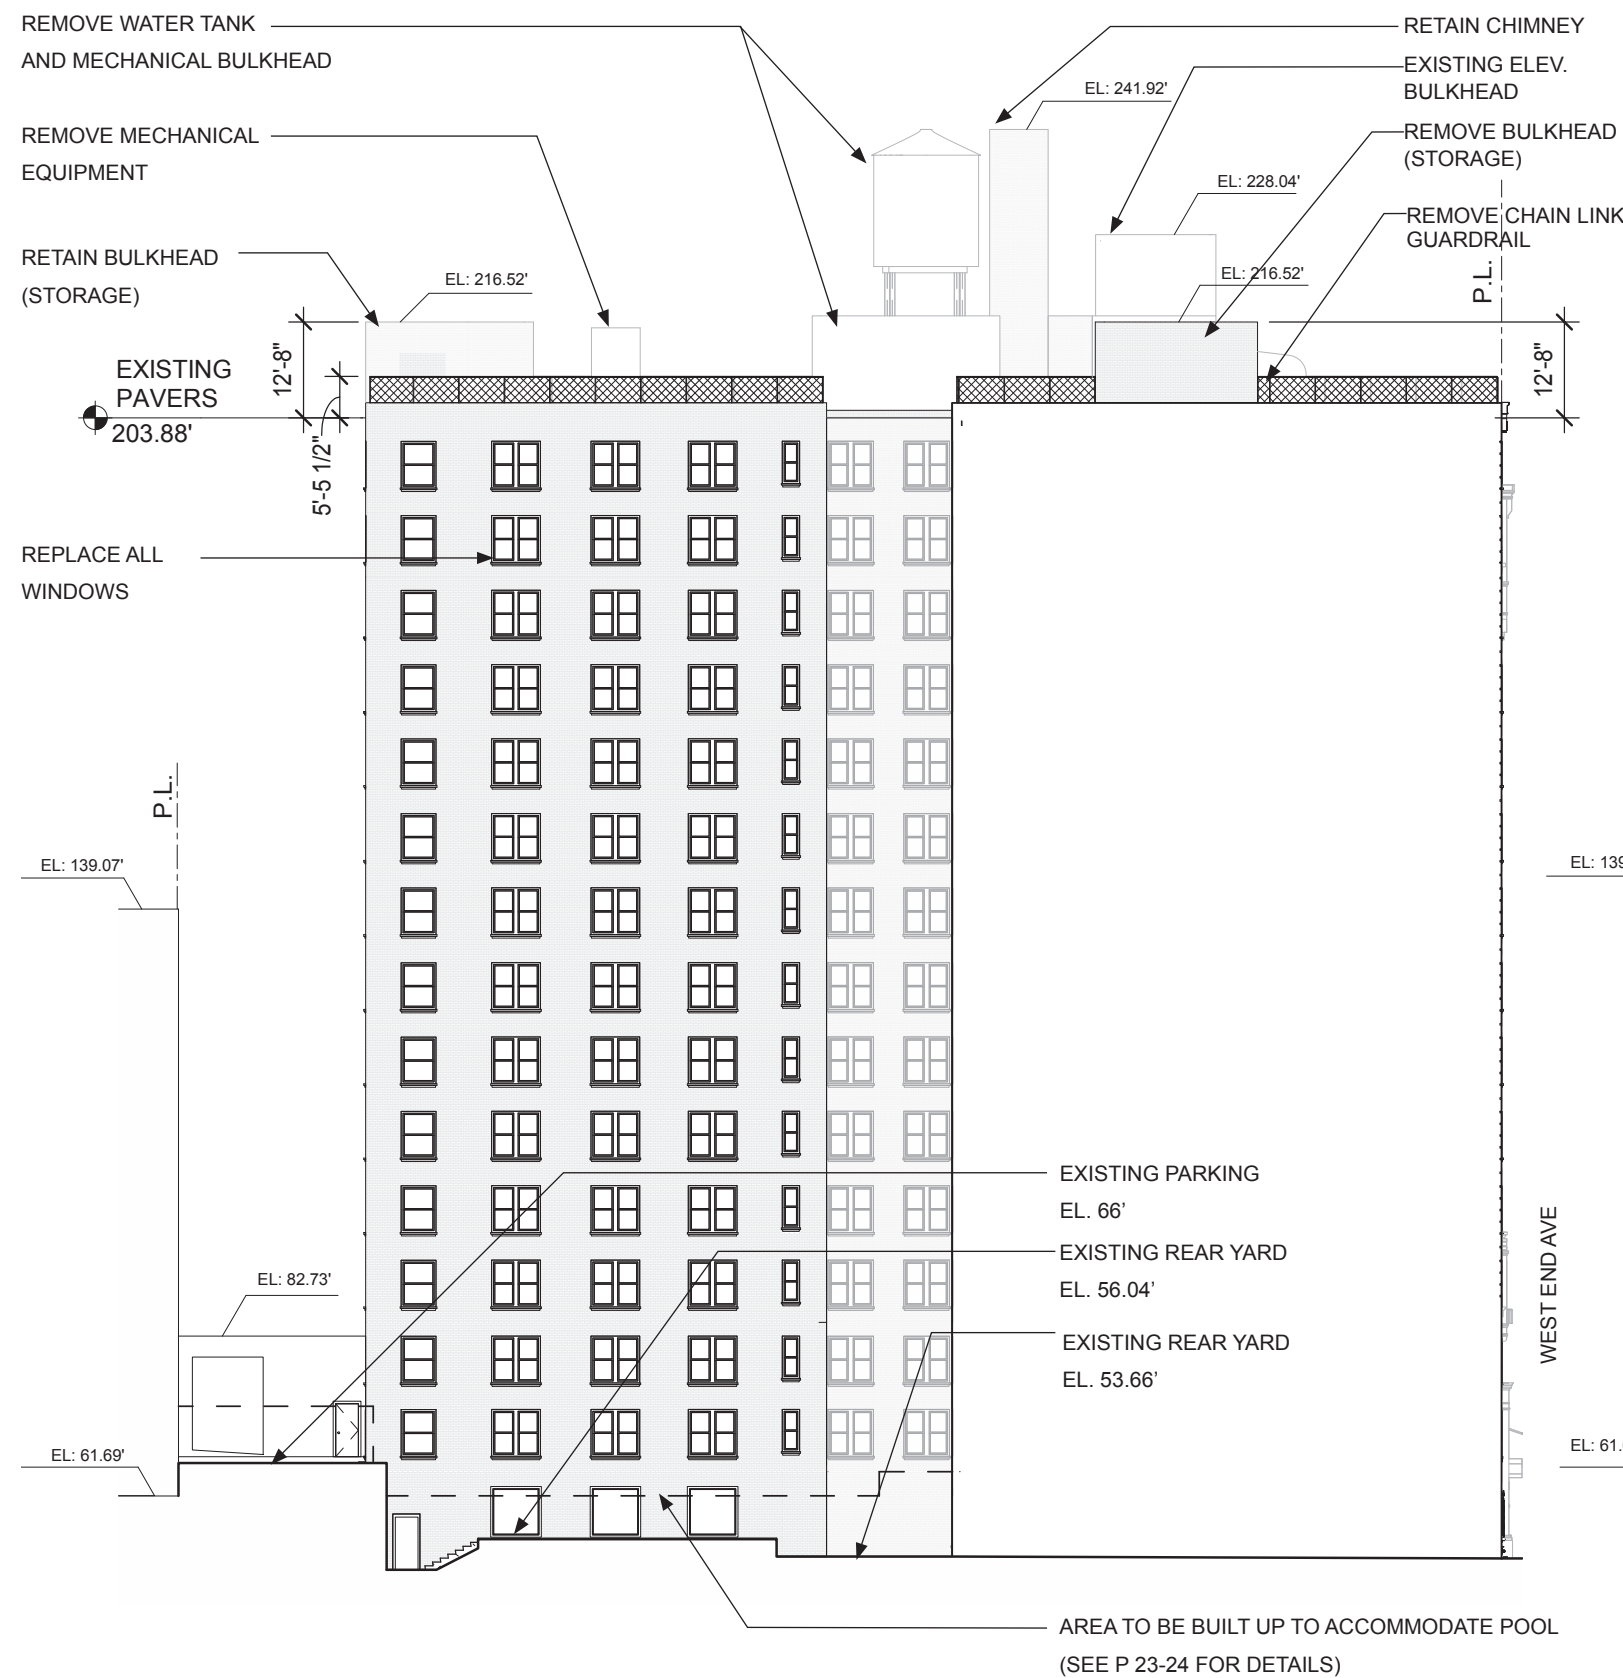 REMOVE WATER TANK
AND MECHANICAL BULKHEAD
RETAIN CHIMNEY
EXISTING ELEV.
BULKHEAD
EL: 241.92'
REMOVE MECHANICAL
EQUIPMENT
REMOVE BULKHEAD
(STORAGE)
EL: 228.04'
REMOVE CHAIN LINK
GUARDRAIL
RETAIN BULKHEAD
(STORAGE)
EL: 216.52'
EL: 216.52'
P.L.
12'-8"
12'-8"
EXISTING
PAVERS
203.88'
5'-5 1/2"
REPLACE ALL
WINDOWS
P.L.
EL: 139.07'
EL: 139
EXISTING PARKING
EL. 66’
EXISTING REAR YARD
EL. 56.04’
EL: 82.73'
WEST END AVE
EXISTING REAR YARD
EL. 53.66’
EL: 61.69'
EL: 61.
AREA TO BE BUILT UP TO ACCOMMODATE POOL
(SEE P 23-24 FOR DETAILS)